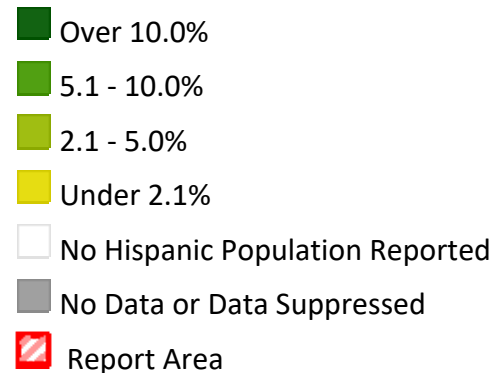 Over 10.0%
5.1 - 10.0%
2.1 - 5.0%
Under 2.1%
No Hispanic Population Reported
No Data or Data Suppressed
Report Area